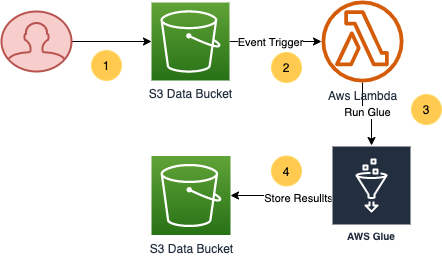 1
S3 Data Bucket
Event Trigger
2
Aws Lambda
Run Glue
3
AWS Glue
4
Store Resullts
S3 Data Bucket